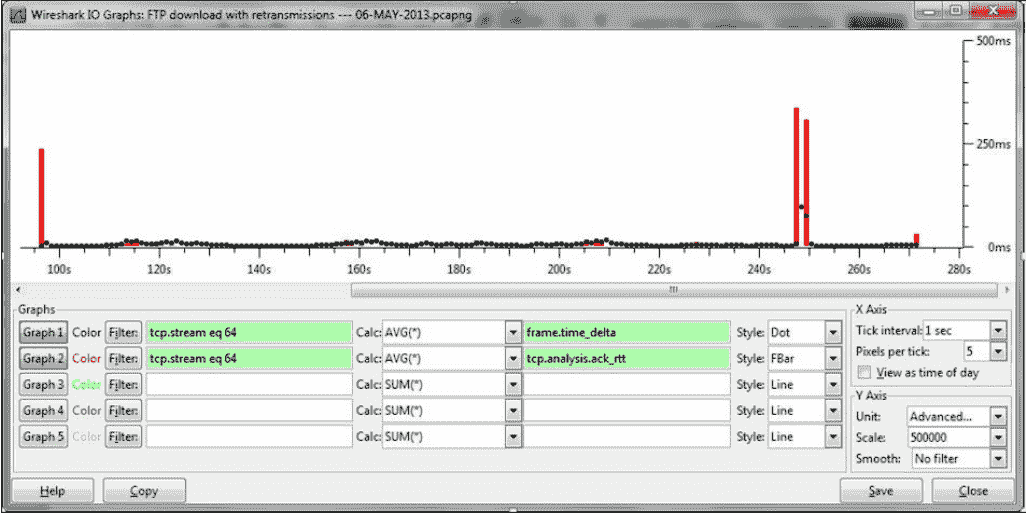 Wireshark IO Graphs: FTP download with retransmissions --- 06-MAY-2013.pcapng
500ms
250ms
0ms
100s 120s 140s 160s 180s 200s 220s 240s 260s 280s
Graphs
Graph 1 Color Filter: tcp.stream eq 64 Calc: AVG(*) frame.time_delta Style: Dot
Graph 2 Color Filter: tcp.stream eq 64 Calc: AVG(*) tcp.analysis.ack_rtt Style: FBar
Graph 3 Color Filter: Calc: SUM(*) Style: Line
Graph 4 Color Filter: Calc: SUM(*) Style: Line
Graph 5 Color Filter: Calc: SUM(*) Style: Line
X Axis
Tick interval: 1 sec
Pixels per tick: 5
View as time of day
Y Axis
Unit: Advanced...
Scale: 500000
Smooth: No filter
Help Copy Save Close